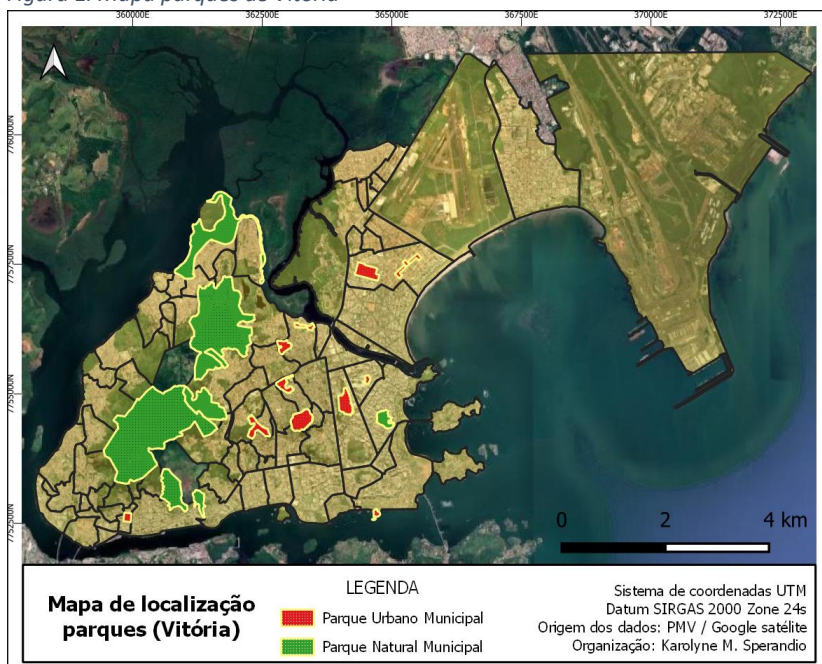 Figura 1: Mapa parques de Vitória
360000E 362500E 365000E 367500E 370000E 372500E
7760000N
7757500N
7755000N
7752500N
0 2 4 km
Mapa de localização
parques (Vitória)
LEGENDA
Parque Urbano Municipal
Parque Natural Municipal
Sistema de coordenadas UTM
Datum SIRGAS 2000 Zone 24s
Origem dos dados: PMV / Google satélite
Organização: Karolyne M. Sperandio